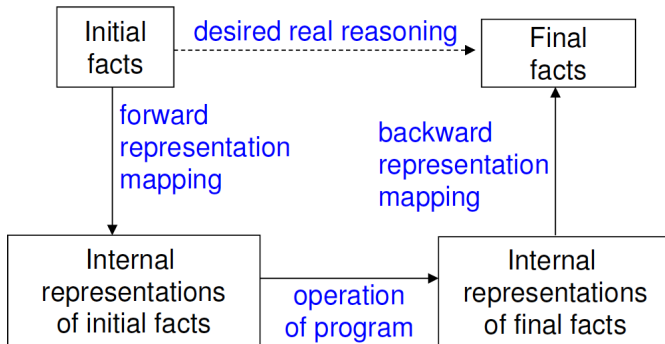 Initial
facts
desired real reasoning
Final
facts
forward
representation
mapping
backward
representation
mapping
Internal
representations
of initial facts
operation
of program
Internal
representations
of final facts